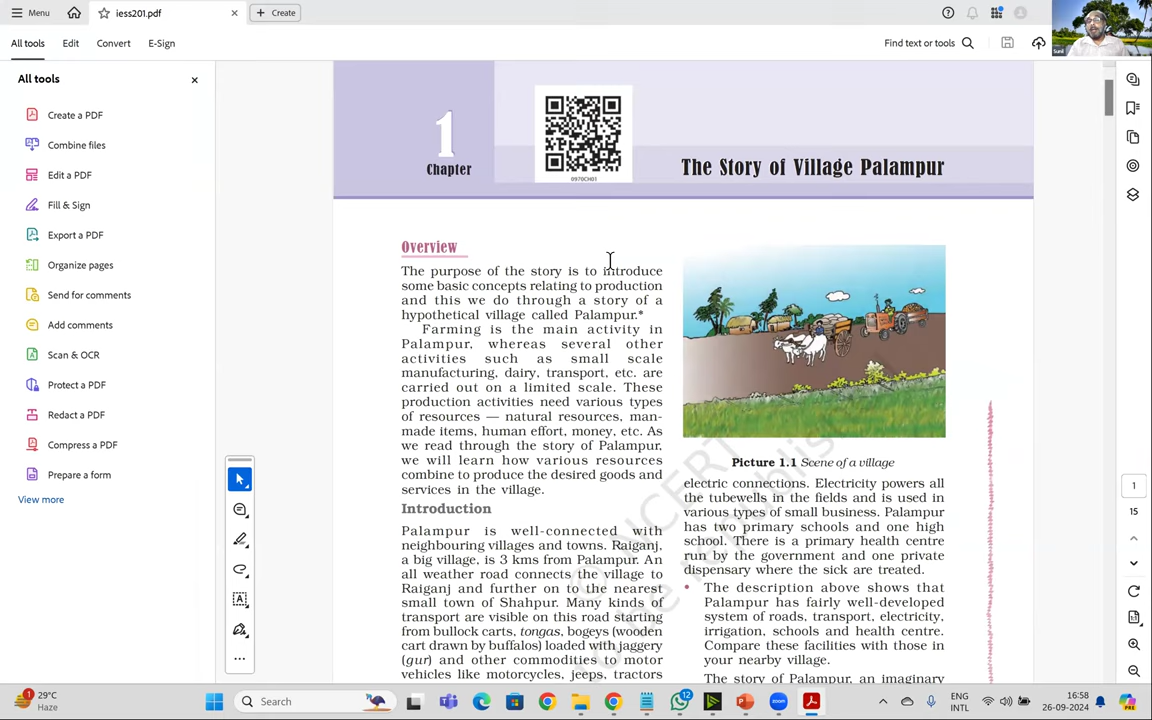 Menu
iess201.pdf
Create
All tools
Edit
Convert
E-Sign
Find text or tools
Sunil
All tools
Create a PDF
Combine files
Edit a PDF
Fill & Sign
Export a PDF
Organize pages
Send for comments
Add comments
Scan & OCR
Protect a PDF
Redact a PDF
Compress a PDF
Prepare a form
View more
1
Chapter
0970CH01
The Story of Village Palampur
Overview
The purpose of the story is to introduce
some basic concepts relating to production
and this we do through a story of a
hypothetical village called Palampur.*
Farming is the main activity in
Palampur, whereas several other
activities such as small scale
manufacturing, dairy, transport, etc. are
carried out on a limited scale. These
production activities need various types
of resources — natural resources, man-
made items, human effort, money, etc. As
we read through the story of Palampur,
we will learn how various resources
combine to produce the desired goods and
services in the village.
Introduction
Palampur is well-connected with
neighbouring villages and towns. Raiganj,
a big village, is 3 kms from Palampur. An
all weather road connects the village to
Raiganj and further on to the nearest
small town of Shahpur. Many kinds of
transport are visible on this road starting
from bullock carts, tongas, bogeys (wooden
cart drawn by buffalos) loaded with jaggery
(gur) and other commodities to motor
vehicles like motorcycles, jeeps, tractors
Picture 1.1 Scene of a village
electric connections. Electricity powers all
the tubewells in the fields and is used in
various types of small business. Palampur
has two primary schools and one high
school. There is a primary health centre
run by the government and one private
dispensary where the sick are treated.
• The description above shows that
Palampur has fairly well-developed
system of roads, transport, electricity,
irrigation, schools and health centre.
Compare these facilities with those in
your nearby village.
The story of Palampur, an imaginary
© NCERT
be republis
1
15
1
29°C
Haze
Search
12
zoom
ENG
INTL
16:58
26-09-2024
PRE